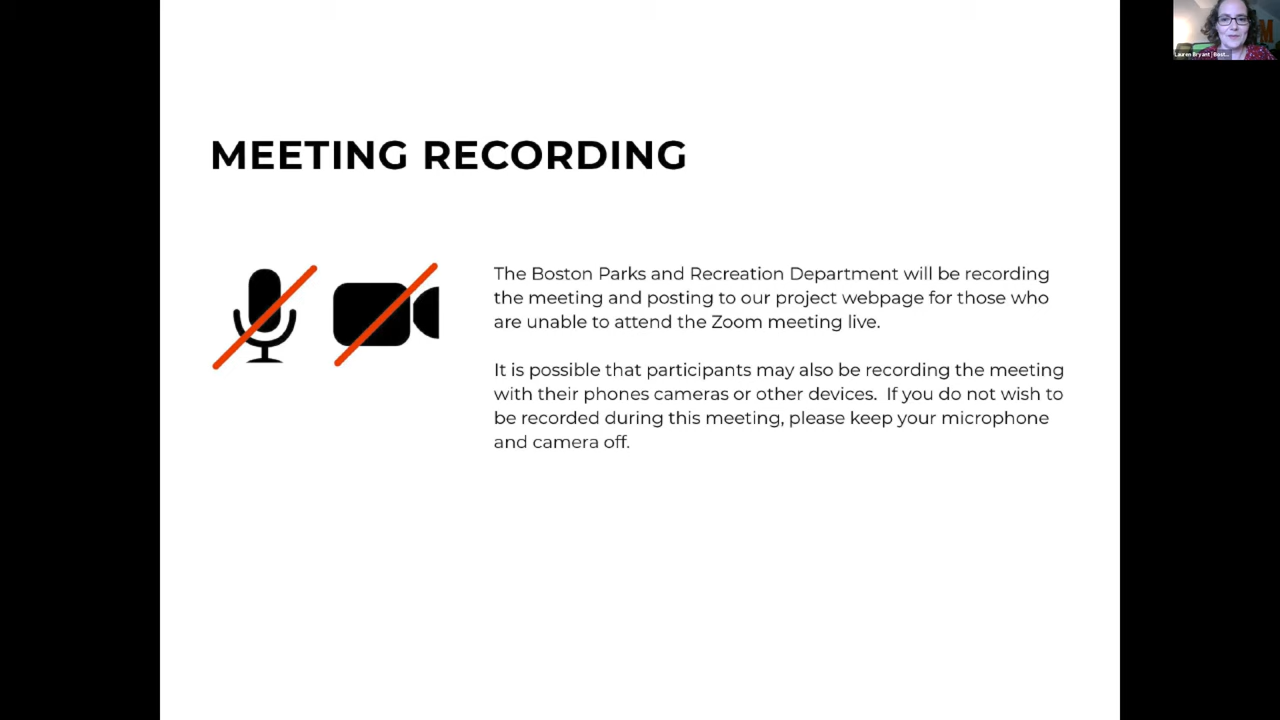 Lauren Bryant | Bost...
MEETING RECORDING
The Boston Parks and Recreation Department will be recording
the meeting and posting to our project webpage for those who
are unable to attend the Zoom meeting live.
It is possible that participants may also be recording the meeting
with their phones cameras or other devices.  If you do not wish to
be recorded during this meeting, please keep your microphone
and camera off.